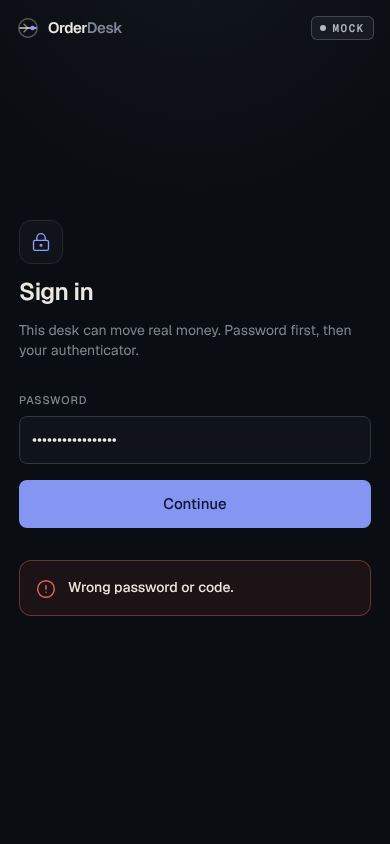 OrderDesk
MOCK
Sign in
This desk can move real money. Password first, then
your authenticator.
PASSWORD
•••••••••••••••••
Continue
Wrong password or code.